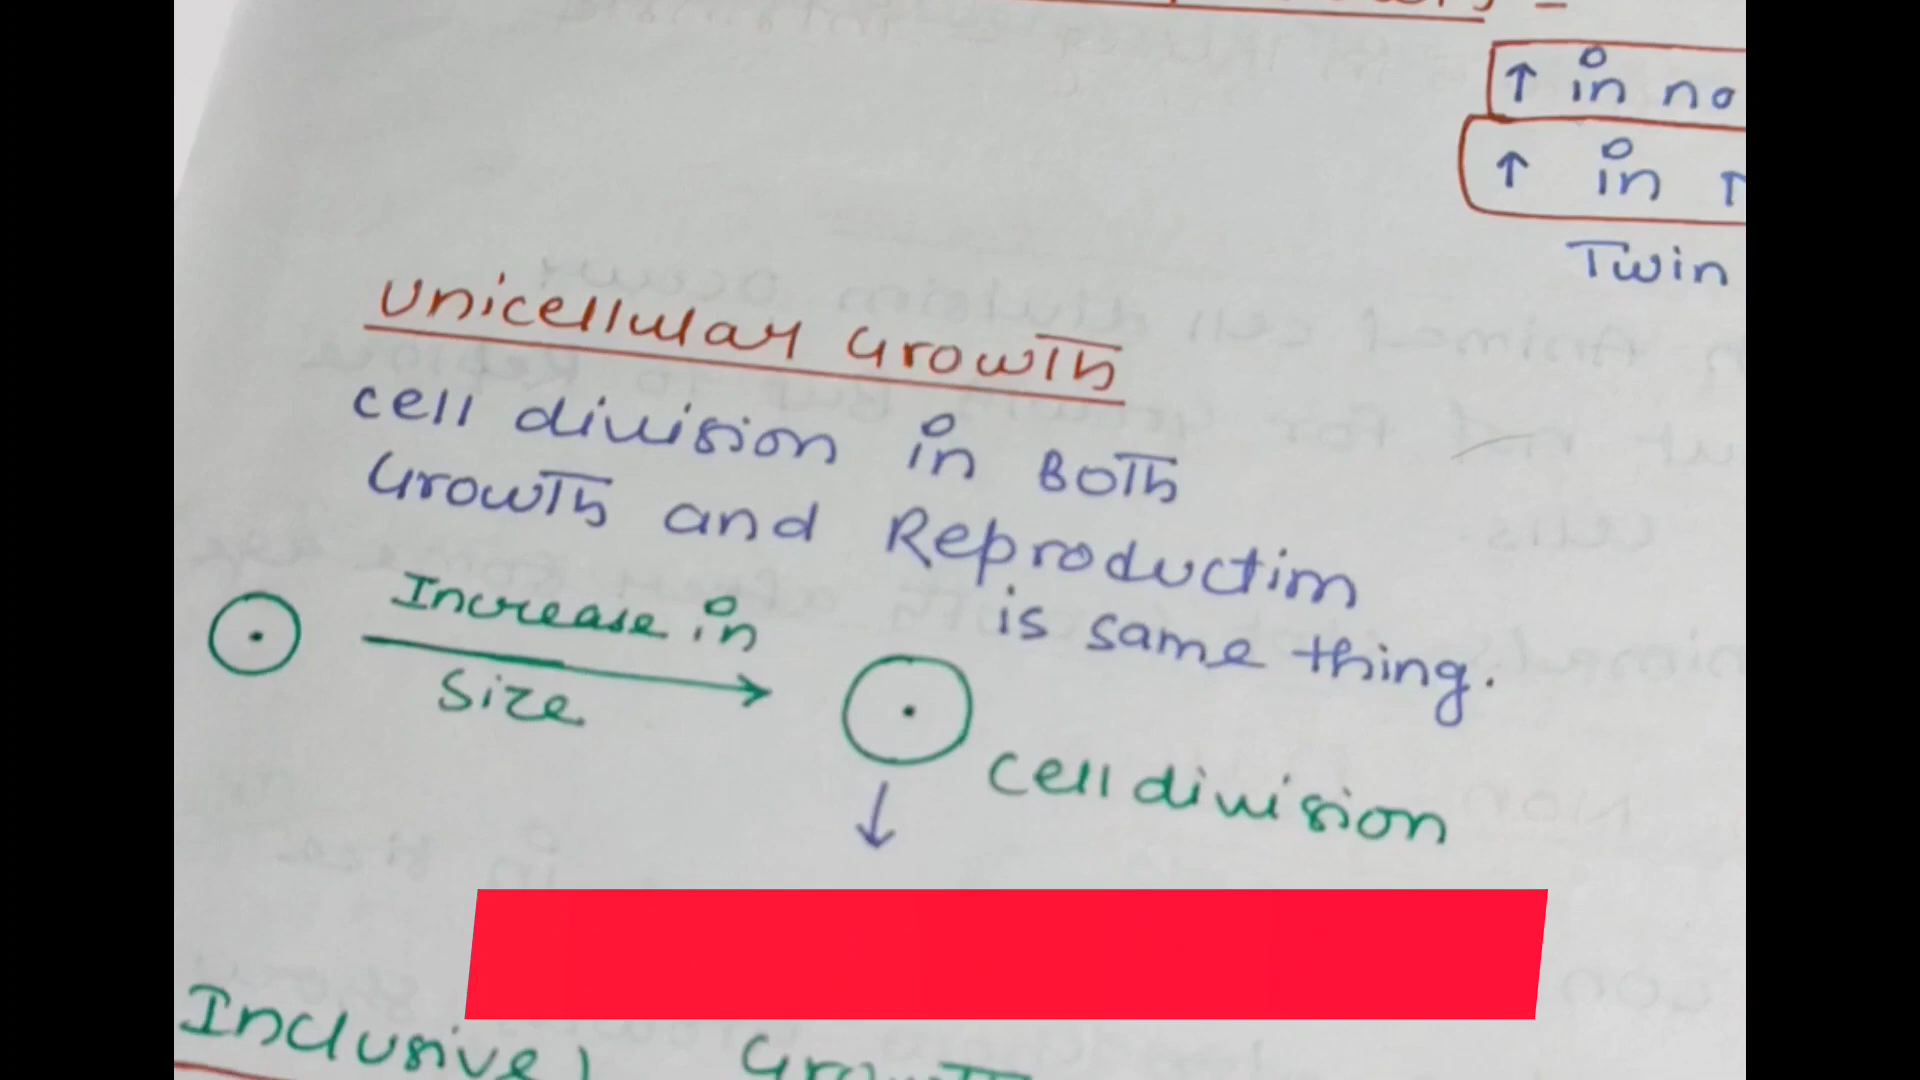 ↑ in no
↑ in ↑
Twin
Unicellular Growth
cell division in Both
Growth and Reproduction
is same thing.
Increase in
Size
cell division
Inclusive) Growth